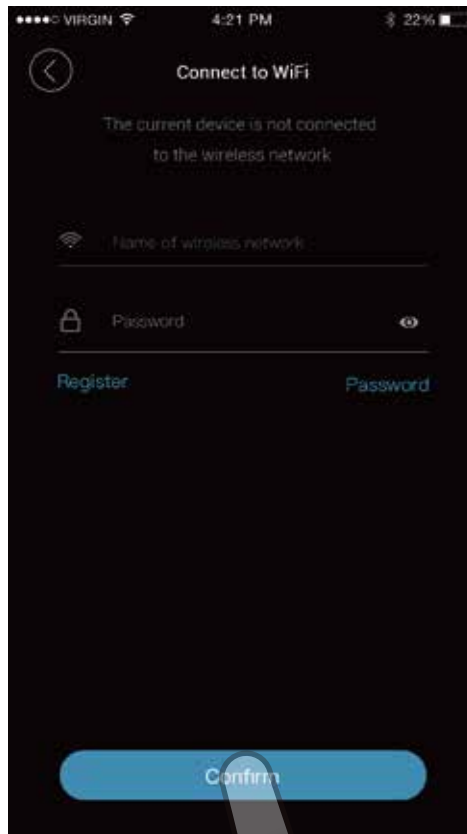 VIRGIN 4:21 PM 22%
Connect to WiFi
The current device is not connected
to the wireless network
Name of wireless network
Password
Register Password
Confirm